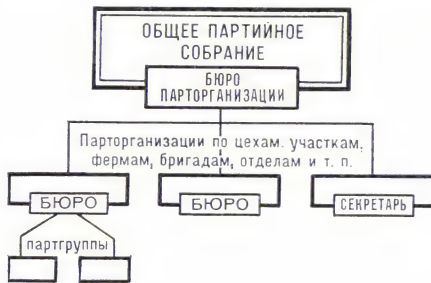 ОБЩЕЕ ПАРТИЙНОЕ
СОБРАНИЕ
БЮРО
ПАРТОРГАНИЗАЦИИ
Парторганизации по цехам. участкам,
фермам, бригадам, отделам и т. п.
БЮРО
БЮРО
СЕКРЕТАРЬ
партгруппы